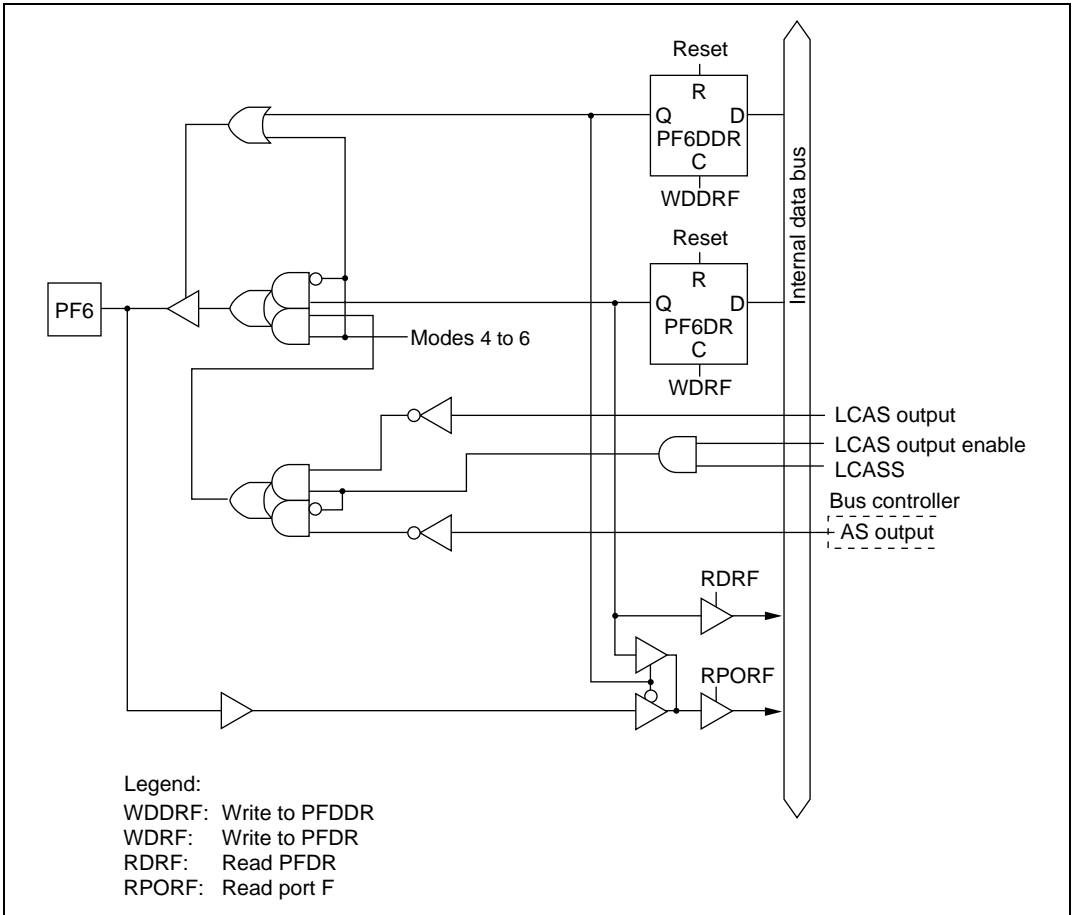 Reset
R
Q D
PF6DDR
C
WDDRF
Internal data bus
Reset
R
Q D
PF6DR
C
WDRF
PF6
Modes 4 to 6
LCAS output
LCAS output enable
LCASS
Bus controller
AS output
RDRF
RPORF
Legend:
WDDRF: Write to PFDDR
WDRF: Write to PFDR
RDRF: Read PFDR
RPORF: Read port F